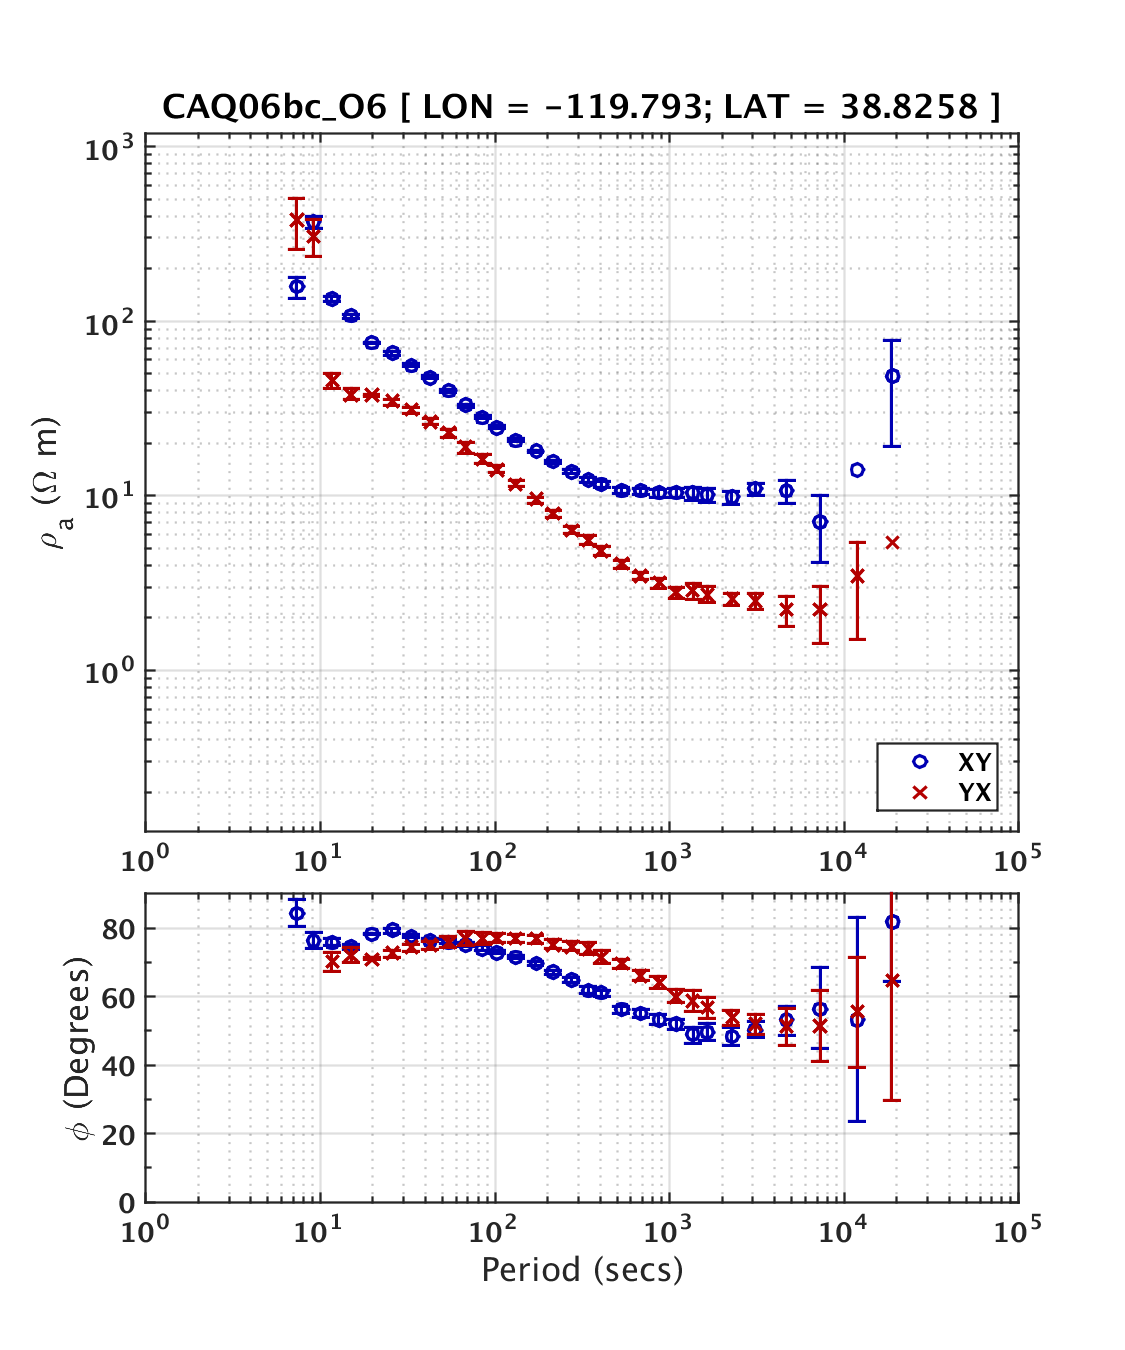 CAQ06bc_O6 [ LON = -119.793; LAT = 38.8258 ]
10³
10²
10¹
10⁰
ρₐ (Ω m)
XY
YX
10⁰ 10¹ 10² 10³ 10⁴ 10⁵
80
60
40
20
0
ϕ (Degrees)
10⁰ 10¹ 10² 10³ 10⁴ 10⁵
Period (secs)